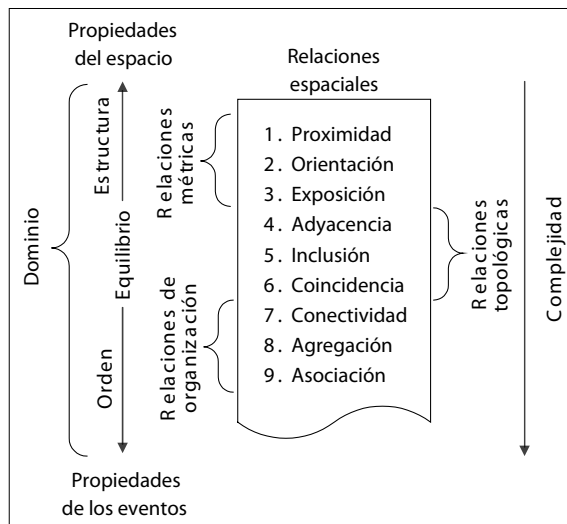 Propiedades
del espacio
Relaciones
espaciales
Dominio
Estructura
Equilibrio
Orden
Relaciones
métricas
Relaciones de
organización
1. Proximidad
2. Orientación
3. Exposición
4. Adyacencia
5. Inclusión
6. Coincidencia
7. Conectividad
8. Agregación
9. Asociación
Relaciones
topológicas
Complejidad
Propiedades
de los eventos